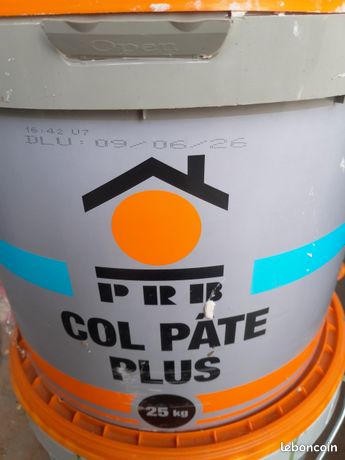 Open
16:42 U7
DLU: 09/06/26
PRB
COL PÂTE
PLUS
25 kg
leboncoin